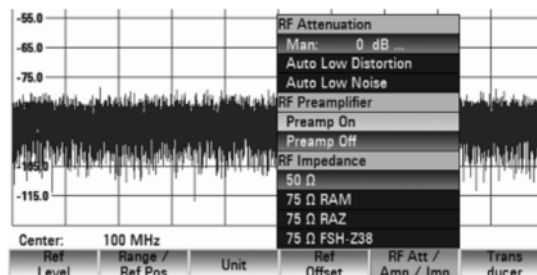 -55.0
-65.0
-75.0
-105.0
-115.0
RF Attenuation
Man: 0 dB ...
Auto Low Distortion
Auto Low Noise
RF Preamplifier
Preamp On
Preamp Off
RF Impedance
50 Ω
75 Ω RAM
75 Ω RAZ
75 Ω FSH-Z38
Center: 100 MHz
Ref Level
Range / Ref Pos
Unit
Ref Offset
RF Att / Amp / Imp
Trans ducer